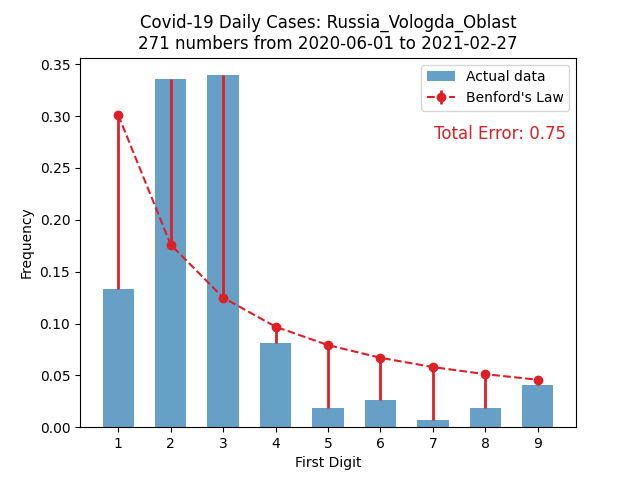 Covid-19 Daily Cases: Russia_Vologda_Oblast
271 numbers from 2020-06-01 to 2021-02-27
Actual data
Benford's Law
Total Error: 0.75
Frequency
0.35
0.30
0.25
0.20
0.15
0.10
0.05
0.00
1 2 3 4 5 6 7 8 9
First Digit